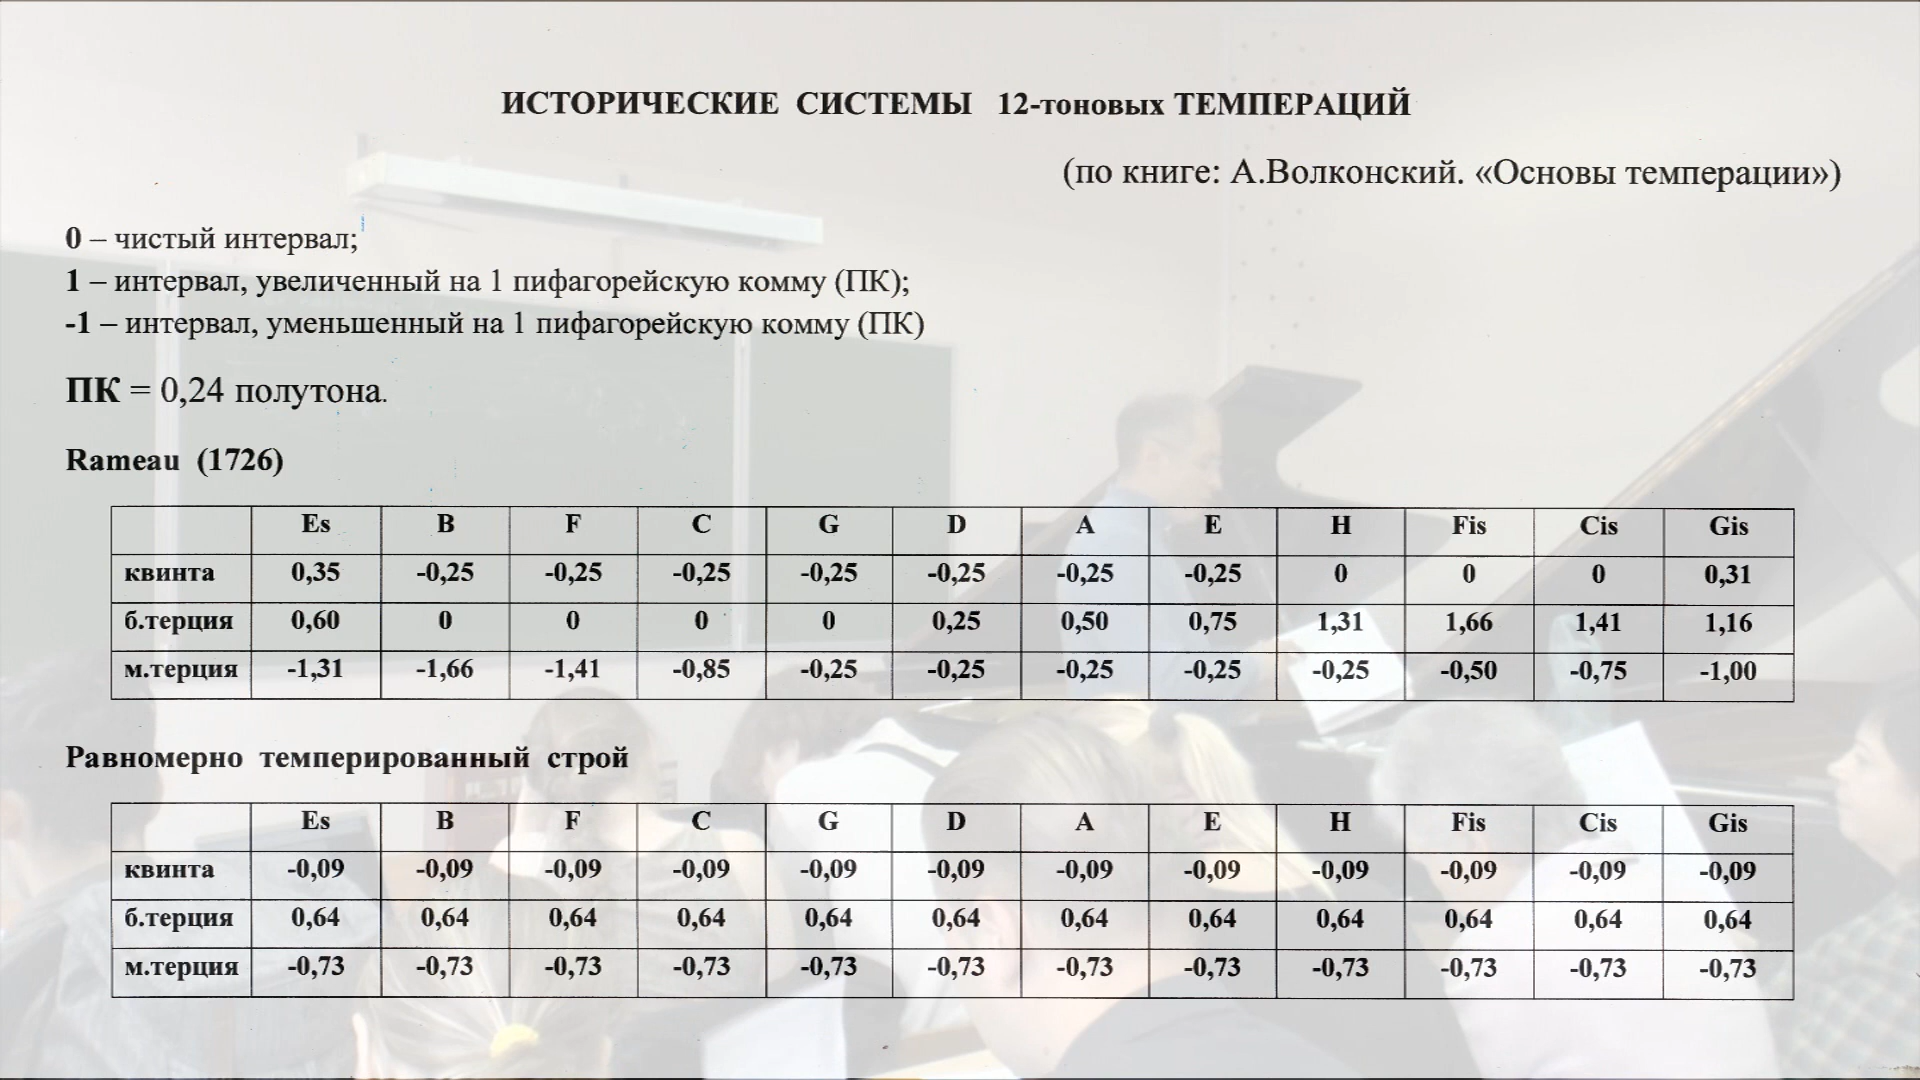 ИСТОРИЧЕСКИЕ СИСТЕМЫ 12-тоновых ТЕМПЕРАЦИЙ
(по книге: А.Волконский. «Основы темперации»)
0 – чистый интервал;
1 – интервал, увеличенный на 1 пифагорейскую комму (ПК);
-1 – интервал, уменьшенный на 1 пифагорейскую комму (ПК)
ПК = 0,24 полутона.
Rameau (1726)
Es B F C G D A E H Fis Cis Gis
квинта 0,35 -0,25 -0,25 -0,25 -0,25 -0,25 -0,25 -0,25 0 0 0 0,31
б.терция 0,60 0 0 0 0 0,25 0,50 0,75 1,31 1,66 1,41 1,16
м.терция -1,31 -1,66 -1,41 -0,85 -0,25 -0,25 -0,25 -0,25 -0,25 -0,50 -0,75 -1,00
Равномерно темперированный строй
Es B F C G D A E H Fis Cis Gis
квинта -0,09 -0,09 -0,09 -0,09 -0,09 -0,09 -0,09 -0,09 -0,09 -0,09 -0,09 -0,09
б.терция 0,64 0,64 0,64 0,64 0,64 0,64 0,64 0,64 0,64 0,64 0,64 0,64
м.терция -0,73 -0,73 -0,73 -0,73 -0,73 -0,73 -0,73 -0,73 -0,73 -0,73 -0,73 -0,73